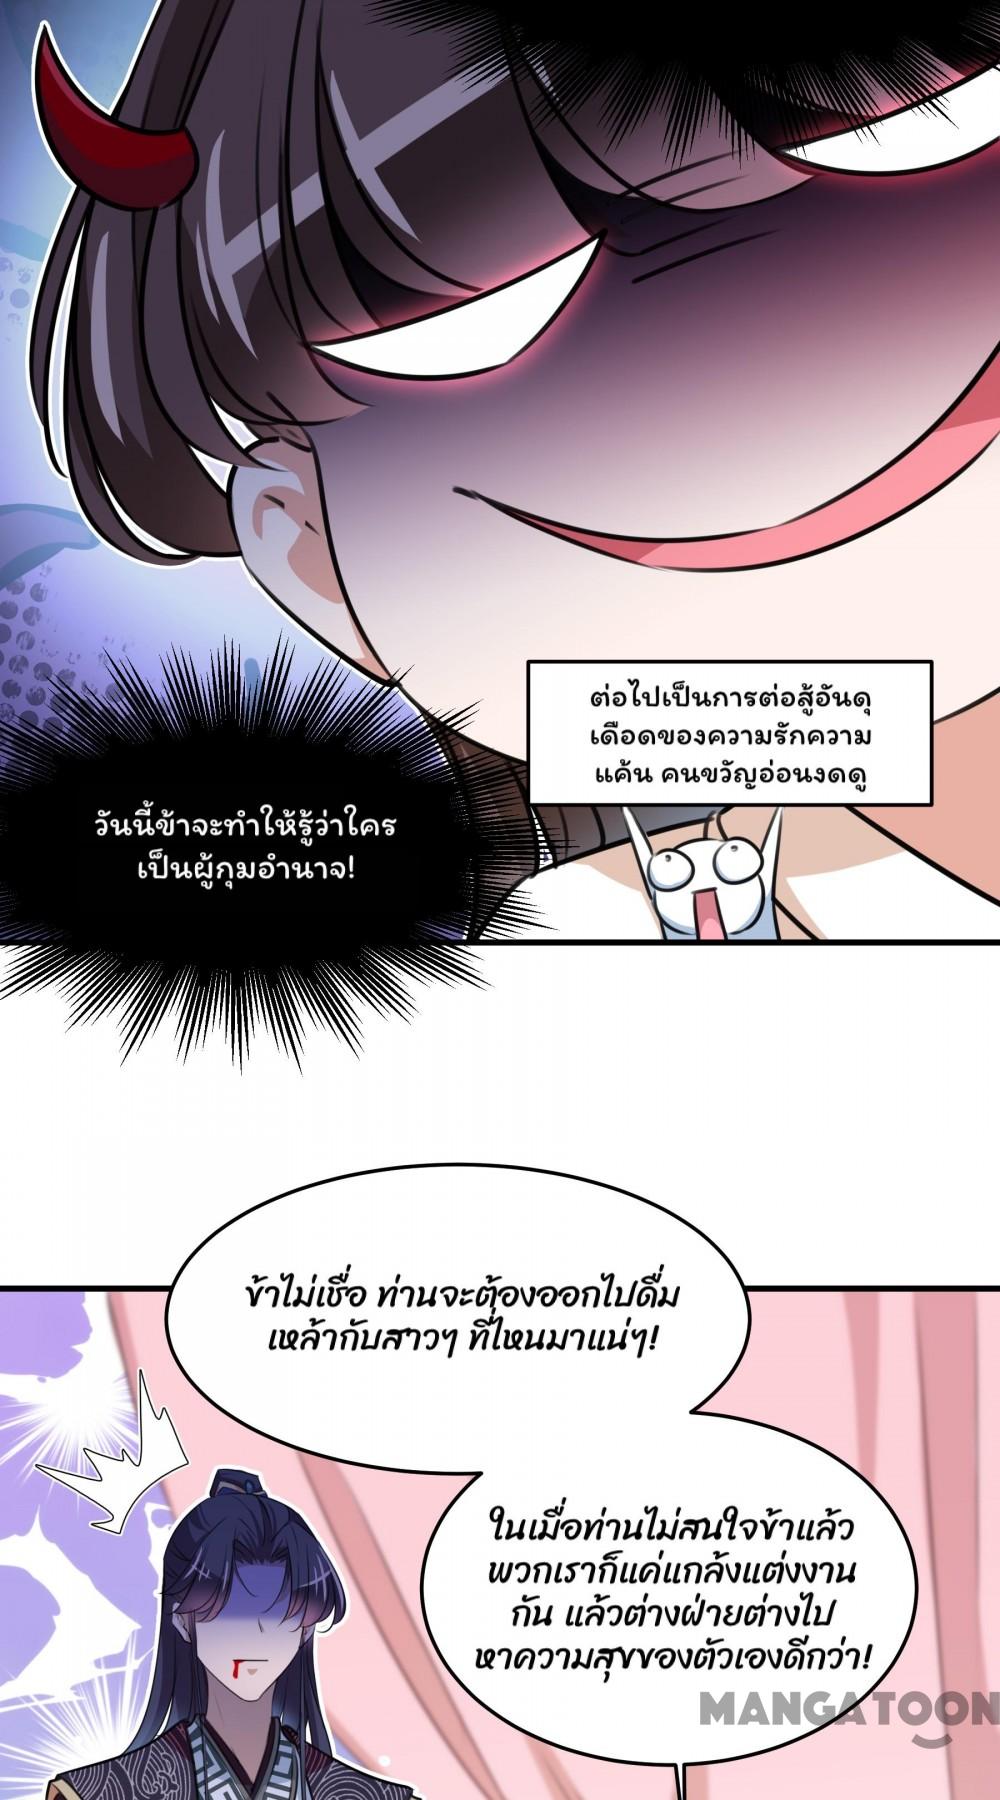 ต่อไปเป็นการต่อสู้อันดุ
เดือดของความรักความ
แค้น คนขวัญอ่อนงดดู
วันนี้ข้าจะทำให้รู้ว่าใคร
เป็นผู้กุมอำนาจ!
ข้าไม่เชื่อ ท่านจะต้องออกไปดื่ม
เหล้ากับสาวๆ ที่ไหนมาแน่ๆ!
ในเมื่อท่านไม่สนใจข้าแล้ว
พวกเราก็แค่แกล้งแต่งงาน
กัน แล้วต่างฝ่ายต่างไป
หาความสุขของตัวเองดีกว่า!
MANGATOON